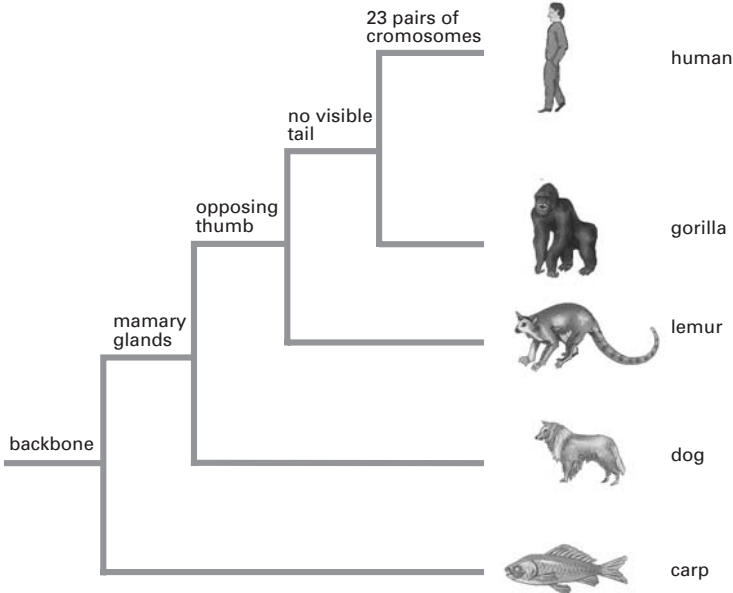 23 pairs of
cromosomes
human
no visible
tail
opposing
thumb
gorilla
mamary
glands
lemur
backbone
dog
carp